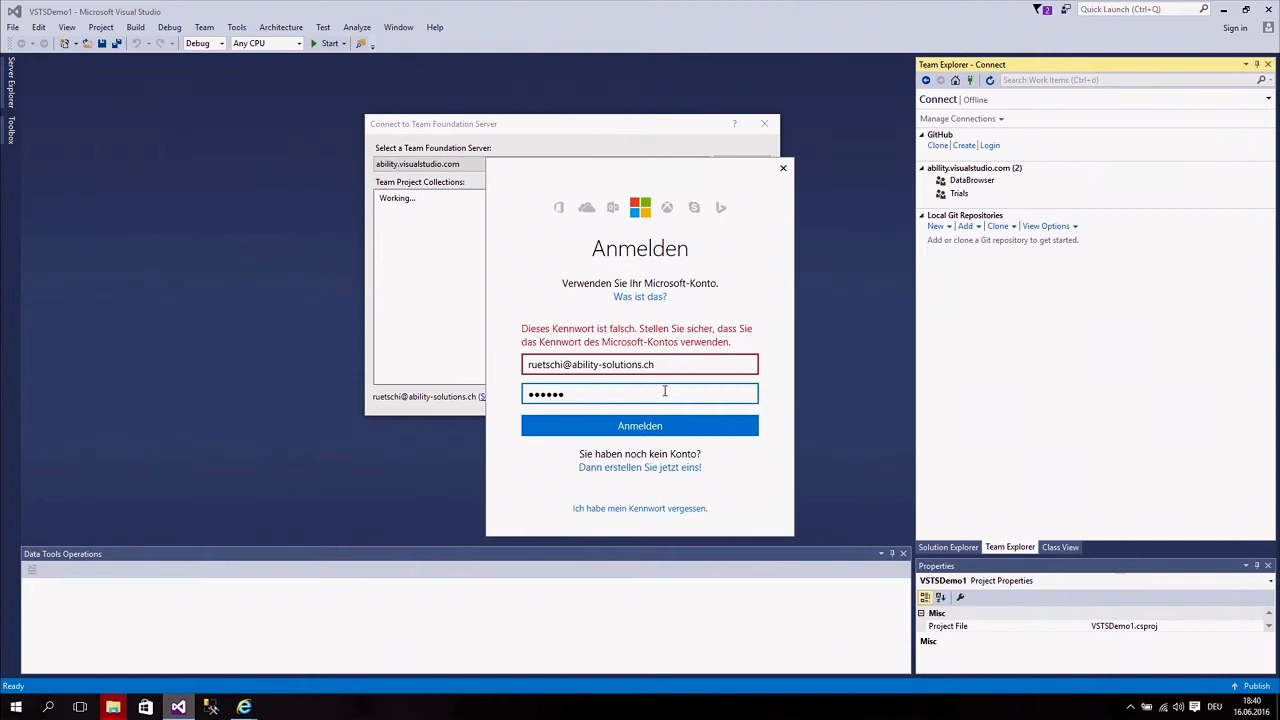 VSTSDemo1 - Microsoft Visual Studio
2
Quick Launch (Ctrl+Q)
File Edit View Project Build Debug Team Tools Architecture Test Analyze Window Help
Sign in
Debug Any CPU Start
Server Explorer
Toolbox
Connect to Team Foundation Server
?
Select a Team Foundation Server:
ability.visualstudio.com
Team Project Collections:
Working...
ruetschi@ability-solutions.ch
Anmelden
Verwenden Sie Ihr Microsoft-Konto.
Was ist das?
Dieses Kennwort ist falsch. Stellen Sie sicher, dass Sie
das Kennwort des Microsoft-Kontos verwenden.
ruetschi@ability-solutions.ch
••••••
Anmelden
Sie haben noch kein Konto?
Dann erstellen Sie jetzt eins!
Ich habe mein Kennwort vergessen.
Team Explorer - Connect
Search Work Items (Ctrl+ö)
Connect | Offline
Manage Connections
GitHub
Clone | Create | Login
ability.visualstudio.com (2)
DataBrowser
Trials
Local Git Repositories
New | Add | Clone | View Options
Add or clone a Git repository to get started.
Solution Explorer Team Explorer Class View
Properties
VSTSDemo1 Project Properties
Misc
Project File VSTSDemo1.csproj
Misc
Data Tools Operations
Ready
Publish
DEU
18:40
16.06.2016